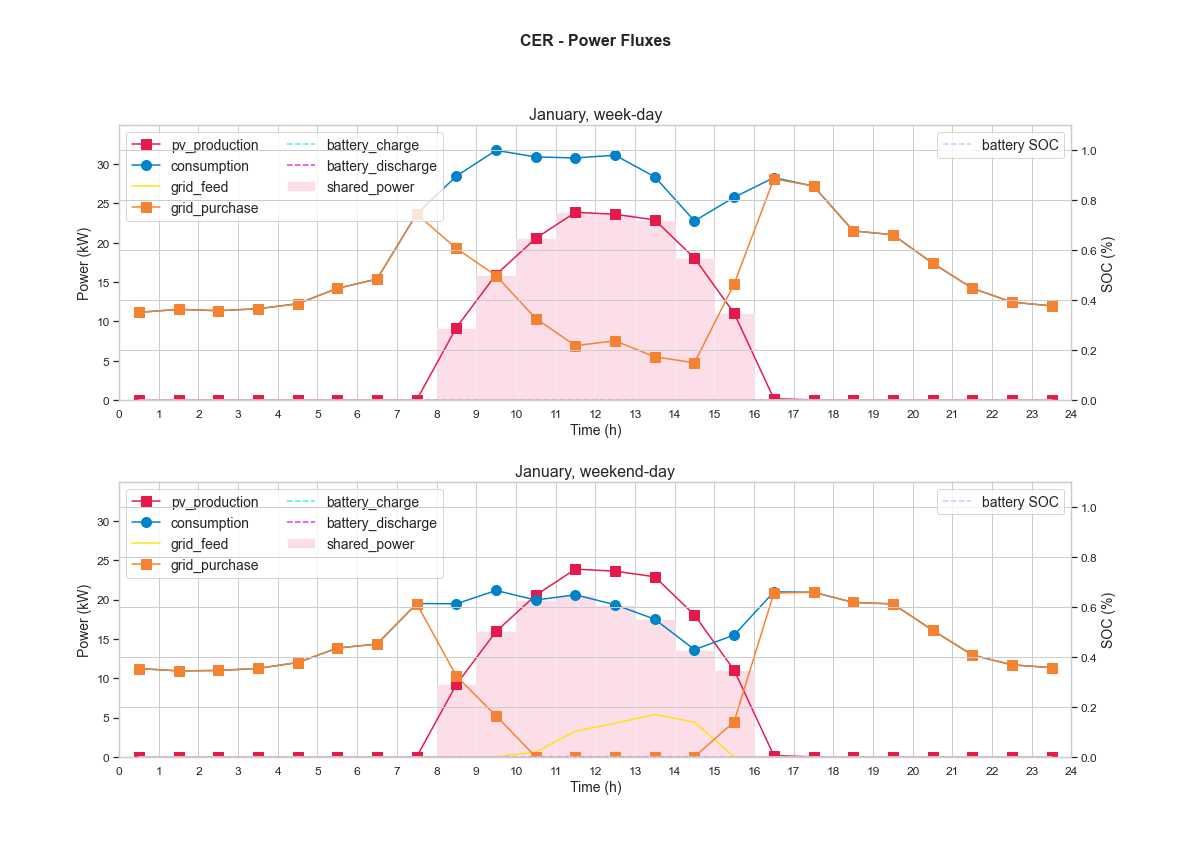 CER - Power Fluxes
January, week-day
pv_production
consumption
grid_feed
grid_purchase
battery_charge
battery_discharge
shared_power
battery SOC
Power (kW)
0
5
10
15
20
25
30
SOC (%)
0.0
0.2
0.4
0.6
0.8
1.0
0 1 2 3 4 5 6 7 8 9 10 11 12 13 14 15 16 17 18 19 20 21 22 23 24
Time (h)
January, weekend-day
pv_production
consumption
grid_feed
grid_purchase
battery_charge
battery_discharge
shared_power
battery SOC
Power (kW)
0
5
10
15
20
25
30
SOC (%)
0.0
0.2
0.4
0.6
0.8
1.0
0 1 2 3 4 5 6 7 8 9 10 11 12 13 14 15 16 17 18 19 20 21 22 23 24
Time (h)